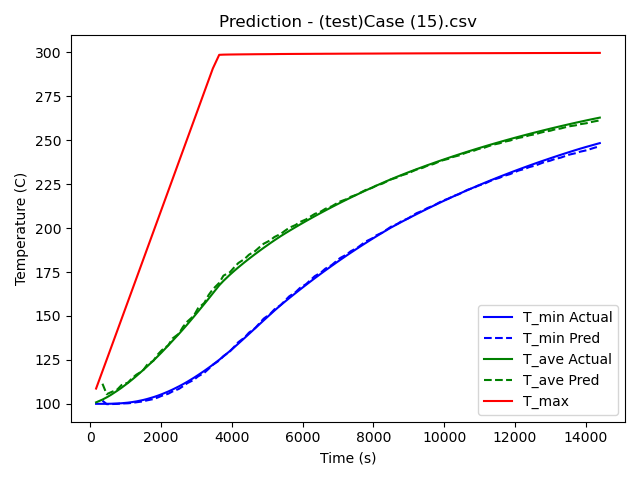 Prediction - (test)Case (15).csv
Temperature (C)
300
275
250
225
200
175
150
125
100
T_min Actual
T_min Pred
T_ave Actual
T_ave Pred
T_max
0 2000 4000 6000 8000 10000 12000 14000
Time (s)